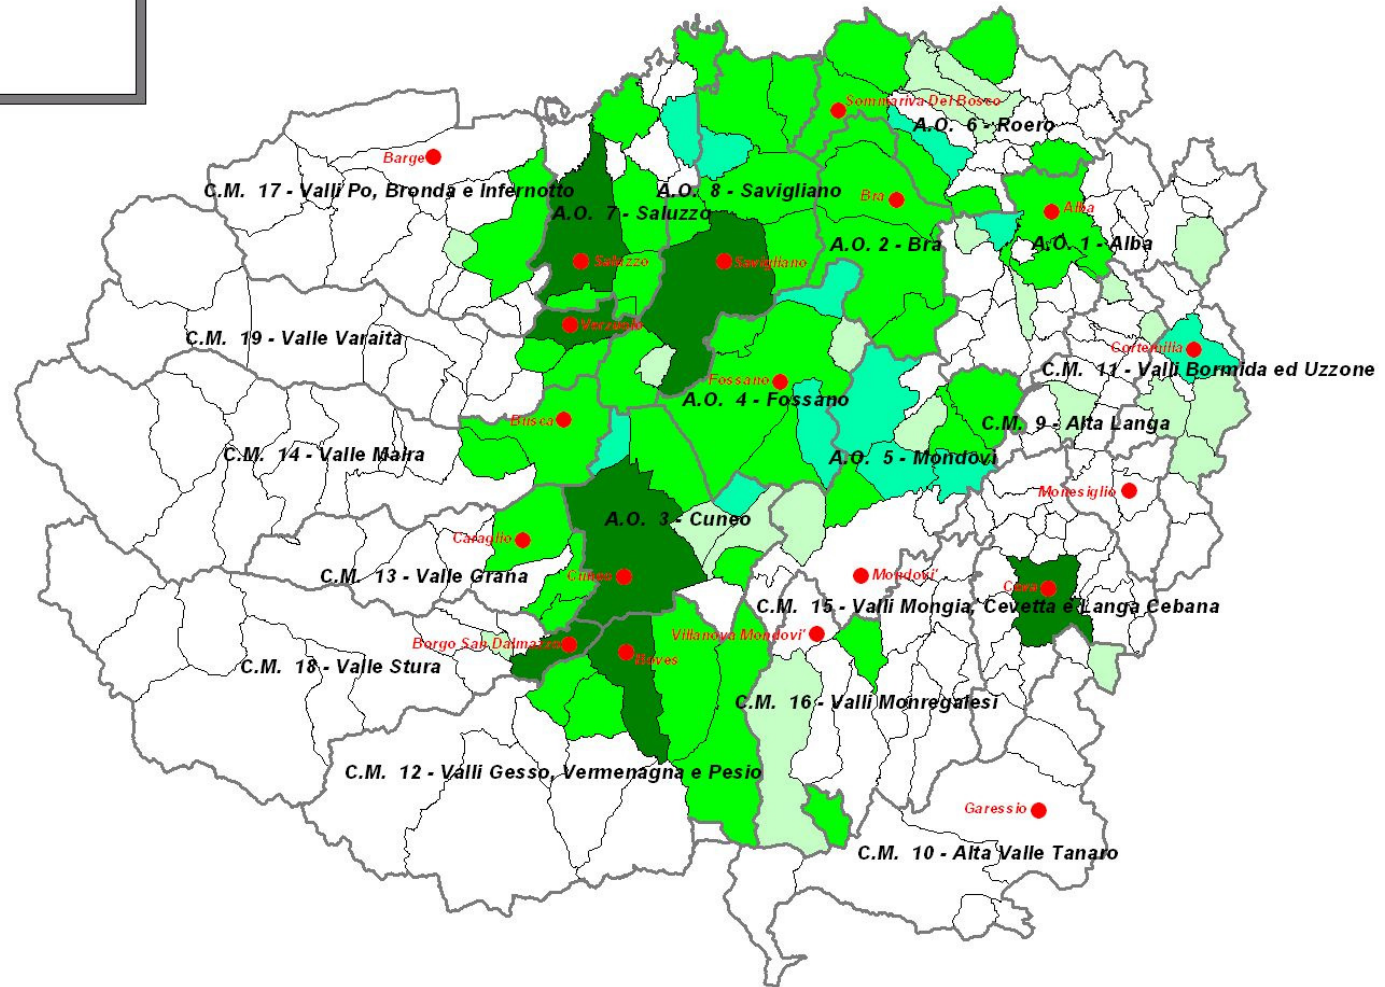 Sommariva Del Bosco
A.O. 6 - Roero
Barge
C.M. 17 - Valli Po, Bronda e Infernotto
A.O. 8 - Savigliano
Bra
Alba
A.O. 7 - Saluzzo
A.O. 2 - Bra
A.O. 1 - Alba
Saluzzo
Savigliano
Verzuolo
C.M. 19 - Valle Varaita
Cortemilia
C.M. 11 - Valli Bormida ed Uzzone
Fossano
A.O. 4 - Fossano
Busca
C.M. 9 - Alta Langa
C.M. 14 - Valle Maira
A.O. 5 - Mondovì
Monesiglio
A.O. 3 - Cuneo
Caraglio
C.M. 13 - Valle Grana
Cuneo
Mondovi'
Ceva
C.M. 15 - Valli Mongia, Cevetta e Langa Cebana
Villanova Mondovi'
Borgo San Dalmazzo
C.M. 18 - Valle Stura
C.M. 16 - Valli Monregalesi
C.M. 12 - Valli Gesso, Vermenagna e Pesio
Garessio
C.M. 10 - Alta Valle Tanaro